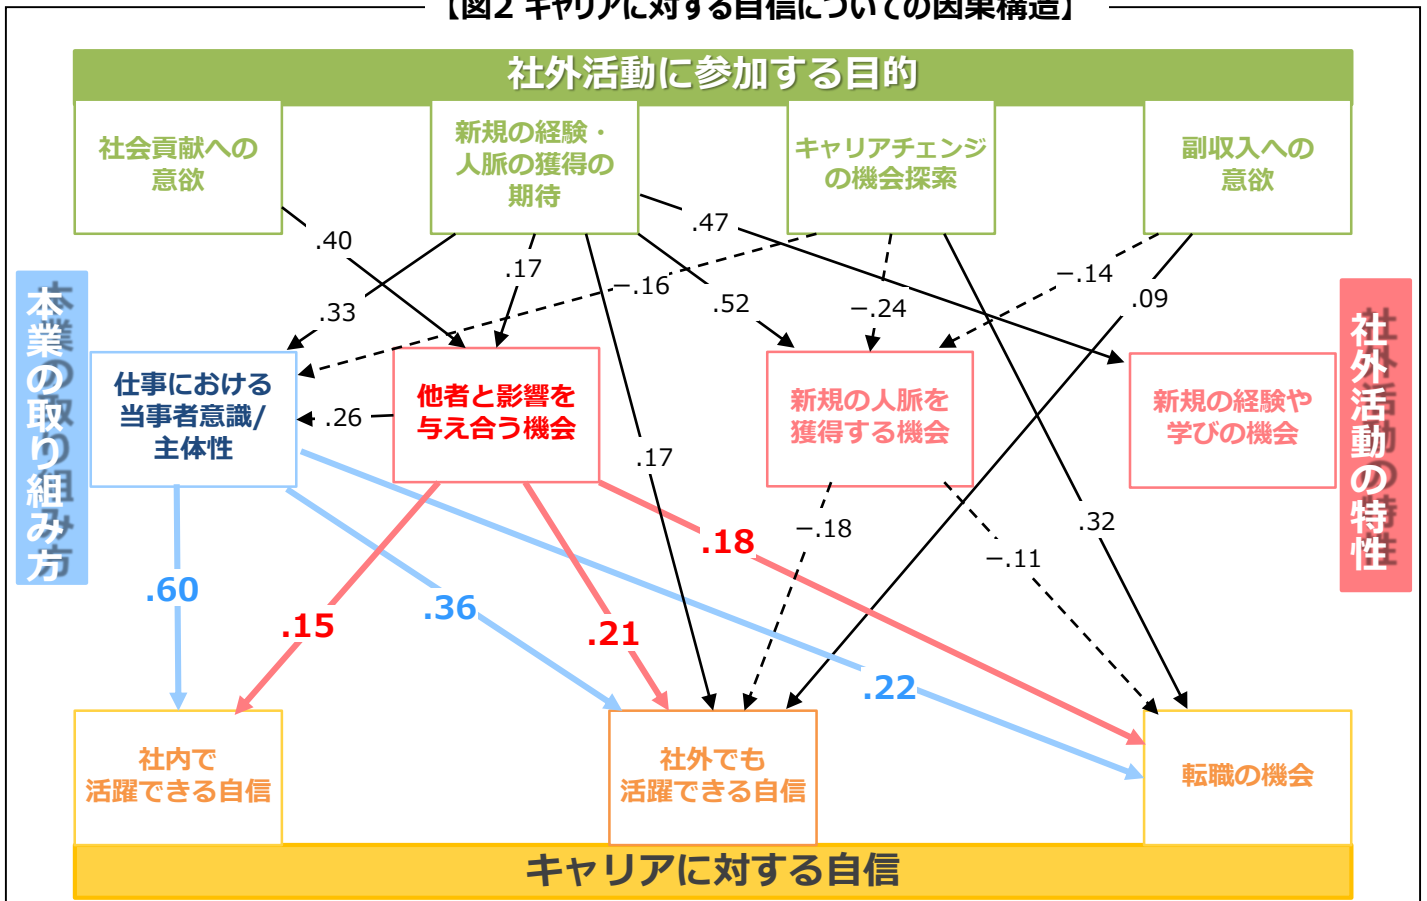 【図2 キャリアに対する自信についての因果構造】
社外活動に参加する目的
社会貢献への
意欲
新規の経験・
人脈の獲得の
期待
キャリアチェンジ
の機会探索
副収入への
意欲
.40
.33
.17
−.16
.52
.47
−.24
−.14
.09
本業の取り組み方
仕事における
当事者意識/
主体性
.26
他者と影響を
与え合う機会
新規の人脈を
獲得する機会
新規の経験や
学びの機会
社外活動の特性
.17
−.18
.18
−.11
.32
.60
.15
.36
.21
.22
社内で
活躍できる自信
社外でも
活躍できる自信
転職の機会
キャリアに対する自信